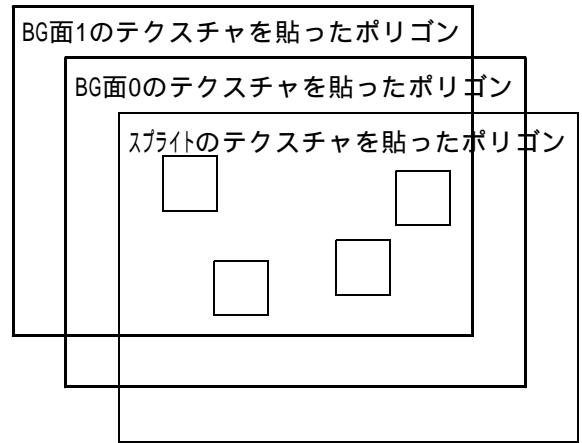 BG面1のテクスチャを貼ったポリゴン
BG面0のテクスチャを貼ったポリゴン
ｽﾌﾟﾗｲﾄのテクスチャを貼ったポリゴン